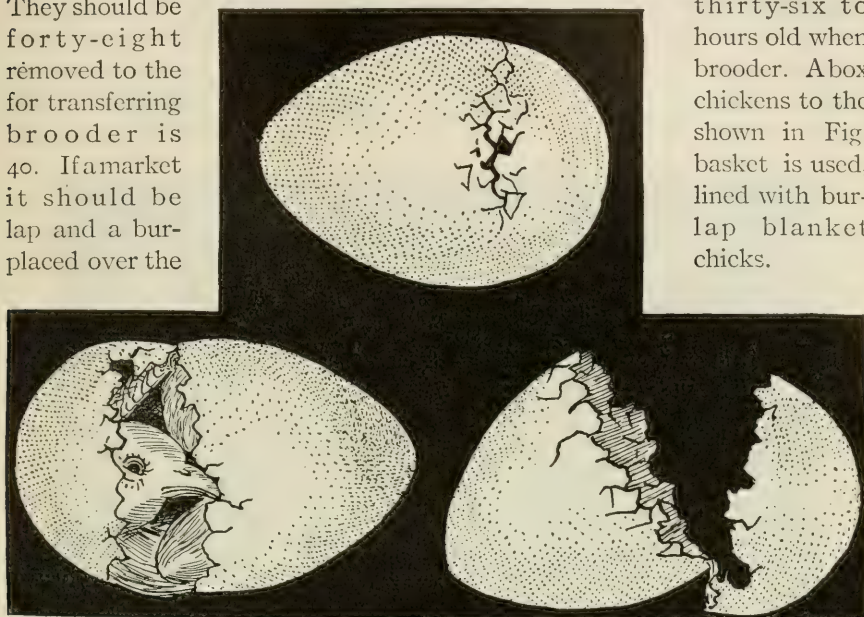 They should be thirty-six to
forty-eight hours old when
removed to the brooder. A box
for transferring chickens to the
brooder is shown in Fig.
40. If a market basket is used,
it should be lined with bur-
lap and a bur- lap blanket
placed over the chicks.